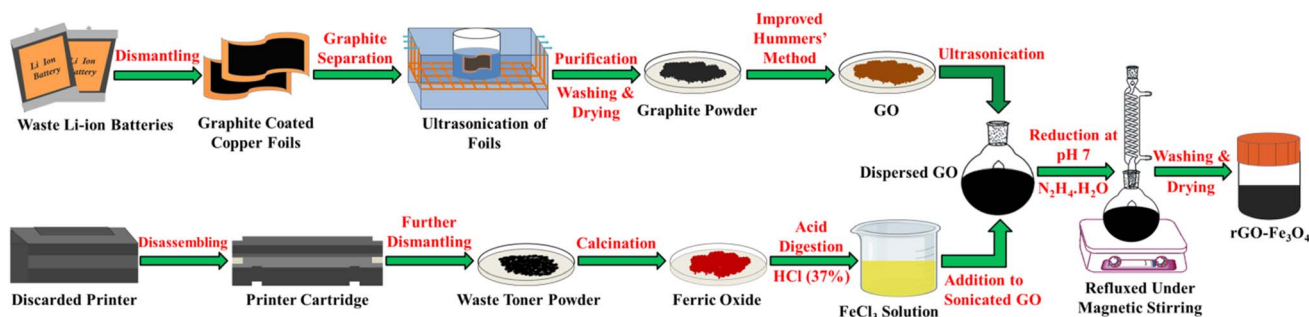 Li Ion
Battery
Li Ion
Battery
Waste Li-ion Batteries
Dismantling
Graphite Coated
Copper Foils
Graphite
Separation
Ultrasonication of
Foils
Purification
Washing &
Drying
Graphite Powder
Improved
Hummers'
Method
GO
Ultrasonication
Dispersed GO
Reduction at
pH 7
N₂H₄.H₂O
Refluxed Under
Magnetic Stirring
Washing &
Drying
rGO-Fe₃O₄
Discarded Printer
Disassembling
Printer Cartridge
Further
Dismantling
Waste Toner Powder
Calcination
Ferric Oxide
Acid
Digestion
HCl (37%)
FeCl₃ Solution
Addition to
Sonicated GO